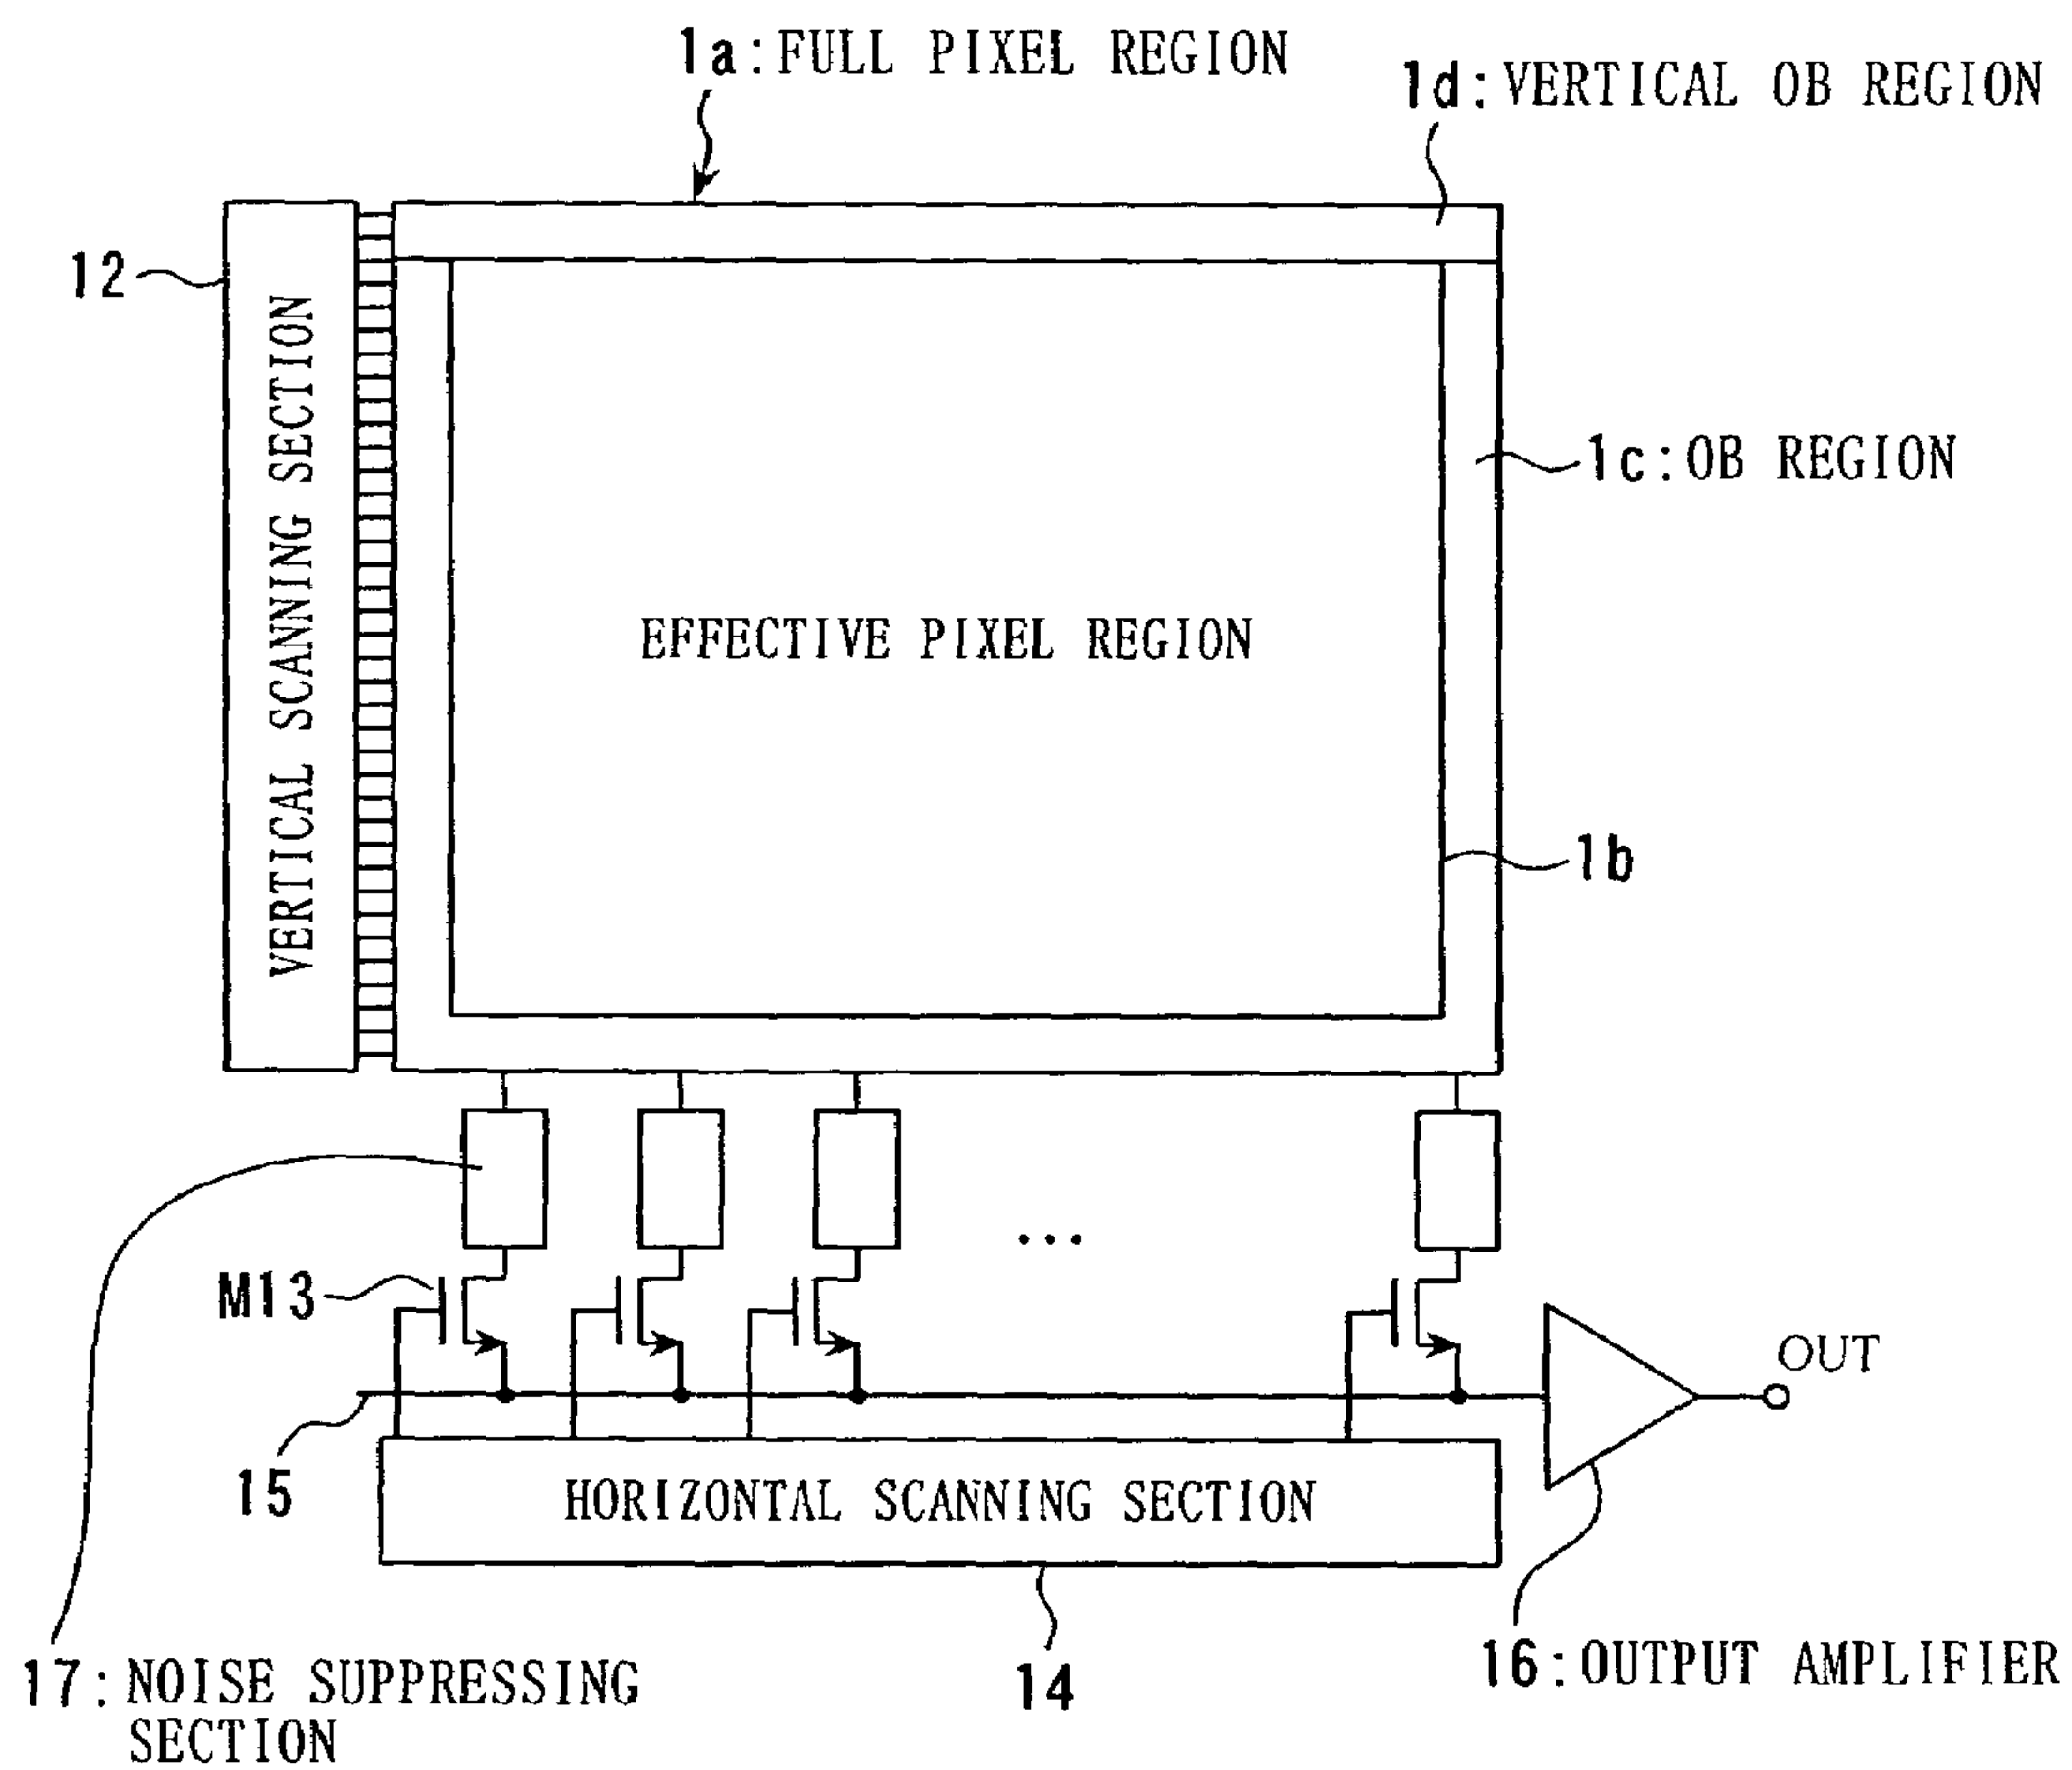 1a:FULL PIXEL REGION
1d:VERTICAL OB REGION
12
VERTICAL SCANNING SECTION
1c:OB REGION
EFFECTIVE PIXEL REGION
1b
M13
...
OUT
15
HORIZONTAL SCANNING SECTION
17:NOISE SUPPRESSING
SECTION
14
16:OUTPUT AMPLIFIER